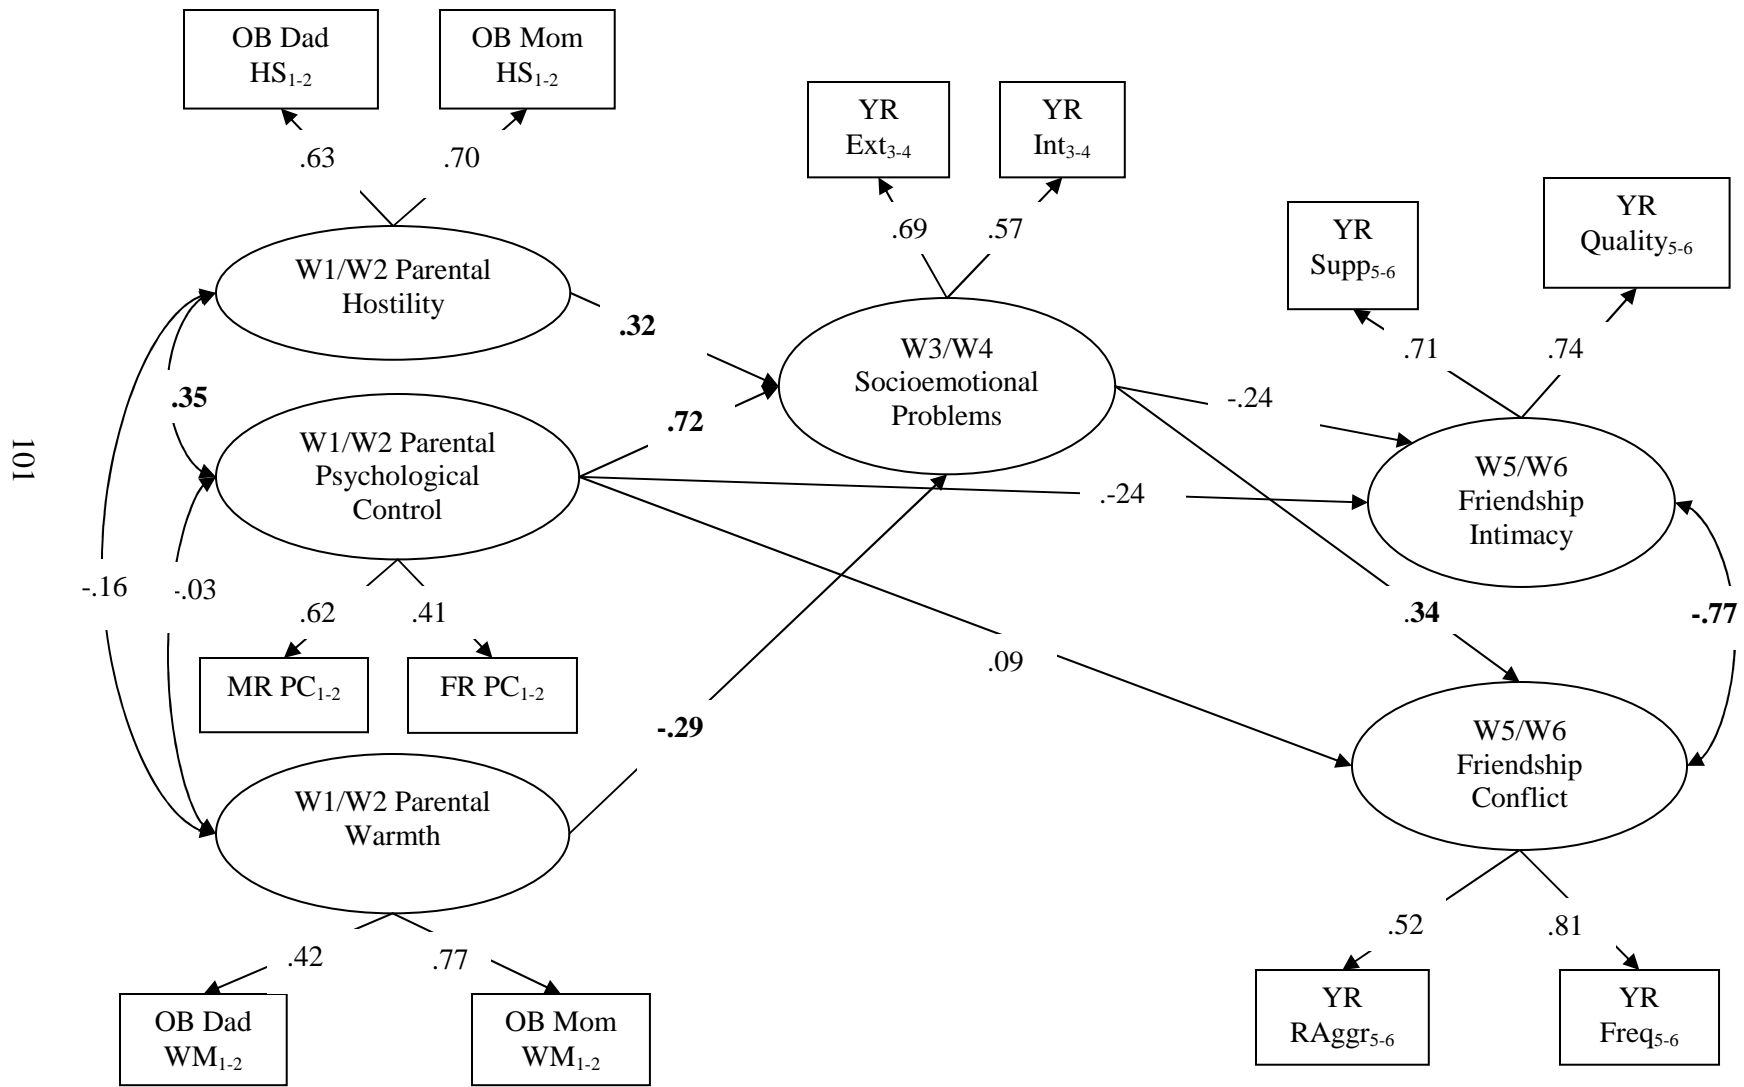 OB Dad
HS1-2
OB Mom
HS1-2
.63
.70
YR
Ext3-4
YR
Int3-4
.69
.57
YR
Supp5-6
YR
Quality5-6
.71
.74
W1/W2 Parental
Hostility
.32
W3/W4
Socioemotional
Problems
-.24
.35
W1/W2 Parental
Psychological
Control
.72
.-24
W5/W6
Friendship
Intimacy
101
-.16
-.03
.62
.41
MR PC1-2
FR PC1-2
.09
.34
-.77
-.29
W5/W6
Friendship
Conflict
W1/W2 Parental
Warmth
.42
.77
OB Dad
WM1-2
OB Mom
WM1-2
.52
.81
YR
RAggr5-6
YR
Freq5-6